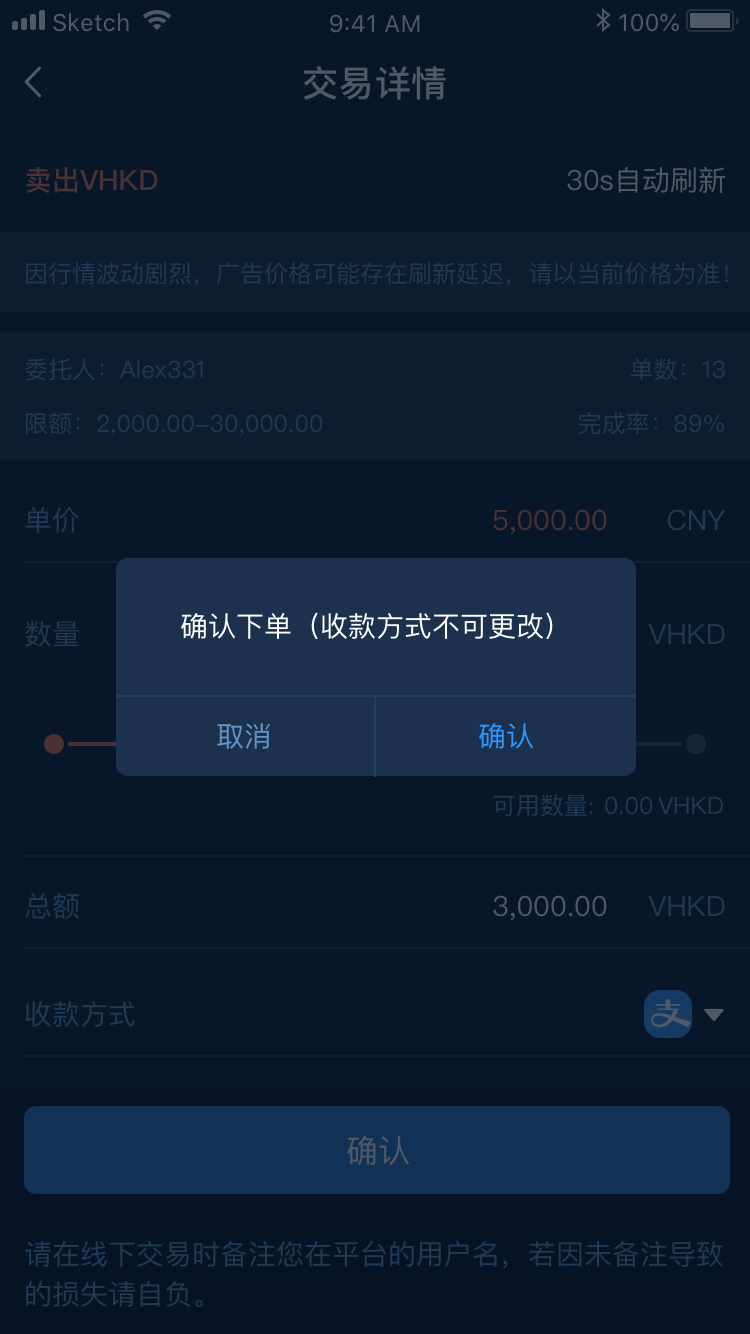 Sketch 9:41 AM 100%
交易详情
卖出VHKD 30s自动刷新
因行情波动剧烈，广告价格可能存在刷新延迟，请以当前价格为准！
委托人：Alex331 单数：13
限额：2,000.00–30,000.00 完成率：89%
单价 5,000.00 CNY
确认下单（收款方式不可更改）
数量 VHKD
取消 确认
可用数量: 0.00 VHKD
总额 3,000.00 VHKD
收款方式 支
确认
请在线下交易时备注您在平台的用户名，若因未备注导致
的损失请自负。